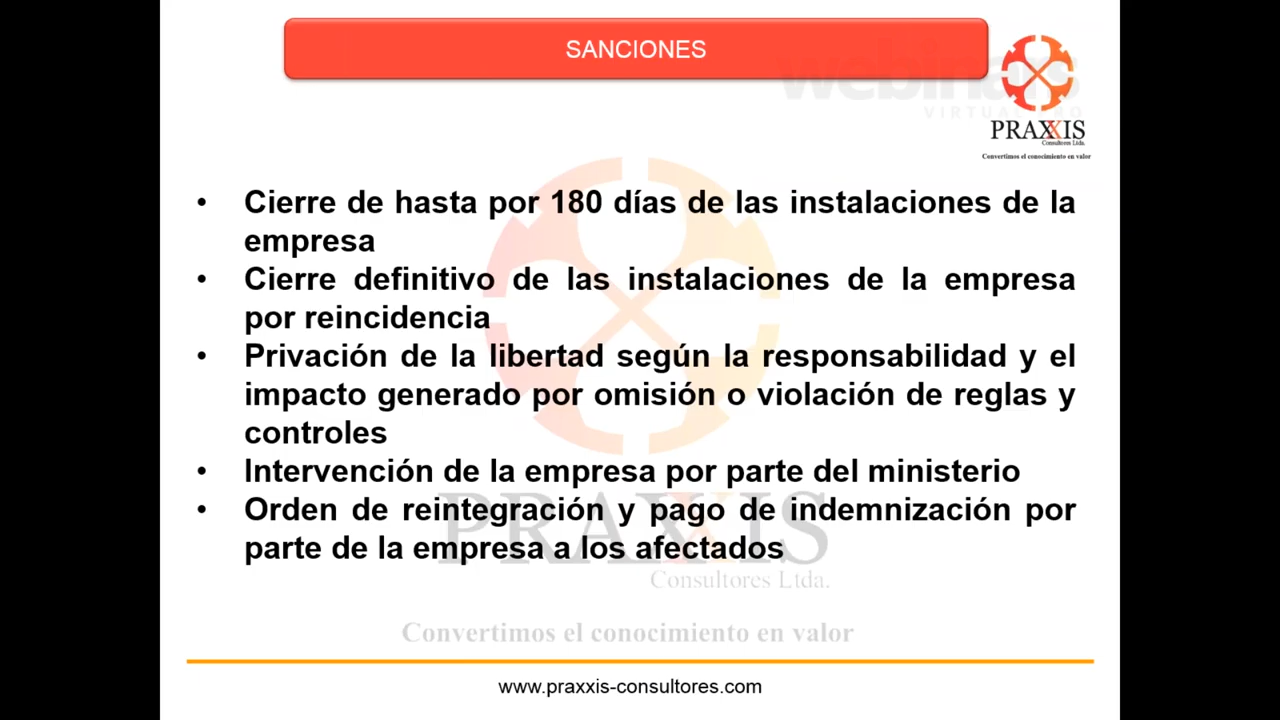 SANCIONES
webinars
VIRTUAL PRO
PRAXXIS
Consultores Ltda.
Convertimos el conocimiento en valor
• Cierre de hasta por 180 días de las instalaciones de la
empresa
• Cierre definitivo de las instalaciones de la empresa
por reincidencia
• Privación de la libertad según la responsabilidad y el
impacto generado por omisión o violación de reglas y
controles
• Intervención de la empresa por parte del ministerio
• Orden de reintegración y pago de indemnización por
parte de la empresa a los afectados
PRAXXIS
Consultores Ltda.
Convertimos el conocimiento en valor
www.praxxis-consultores.com